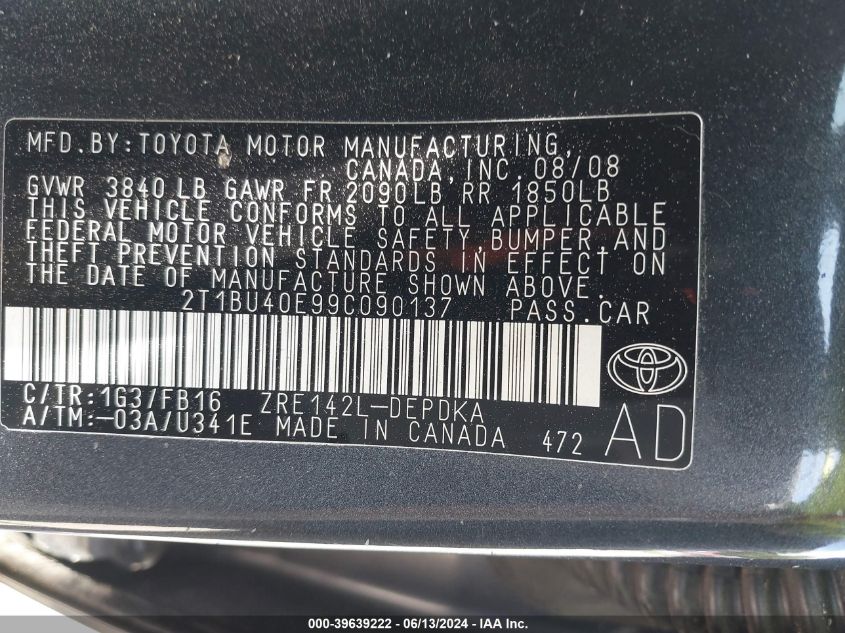 MFD.BY:TOYOTA MOTOR MANUFACTURING,
CANADA,INC. 08/08
GVWR 3840 LB GAWR FR 2090LB RR 1850LB
THIS VEHICLE CONFORMS TO ALL APPLICABLE
FEDERAL MOTOR VEHICLE SAFETY,BUMPER,AND
THEFT PREVENTION STANDARDS IN EFFECT ON
THE DATE OF MANUFACTURE SHOWN ABOVE.
2T1BU40E99C090137 PASS.CAR
C/TR:1G3/FB16 ZRE142L-DEPDKA
A/TM:-03A/U341E MADE IN CANADA 472 AD
000-39639222 - 06/13/2024 - IAA Inc.